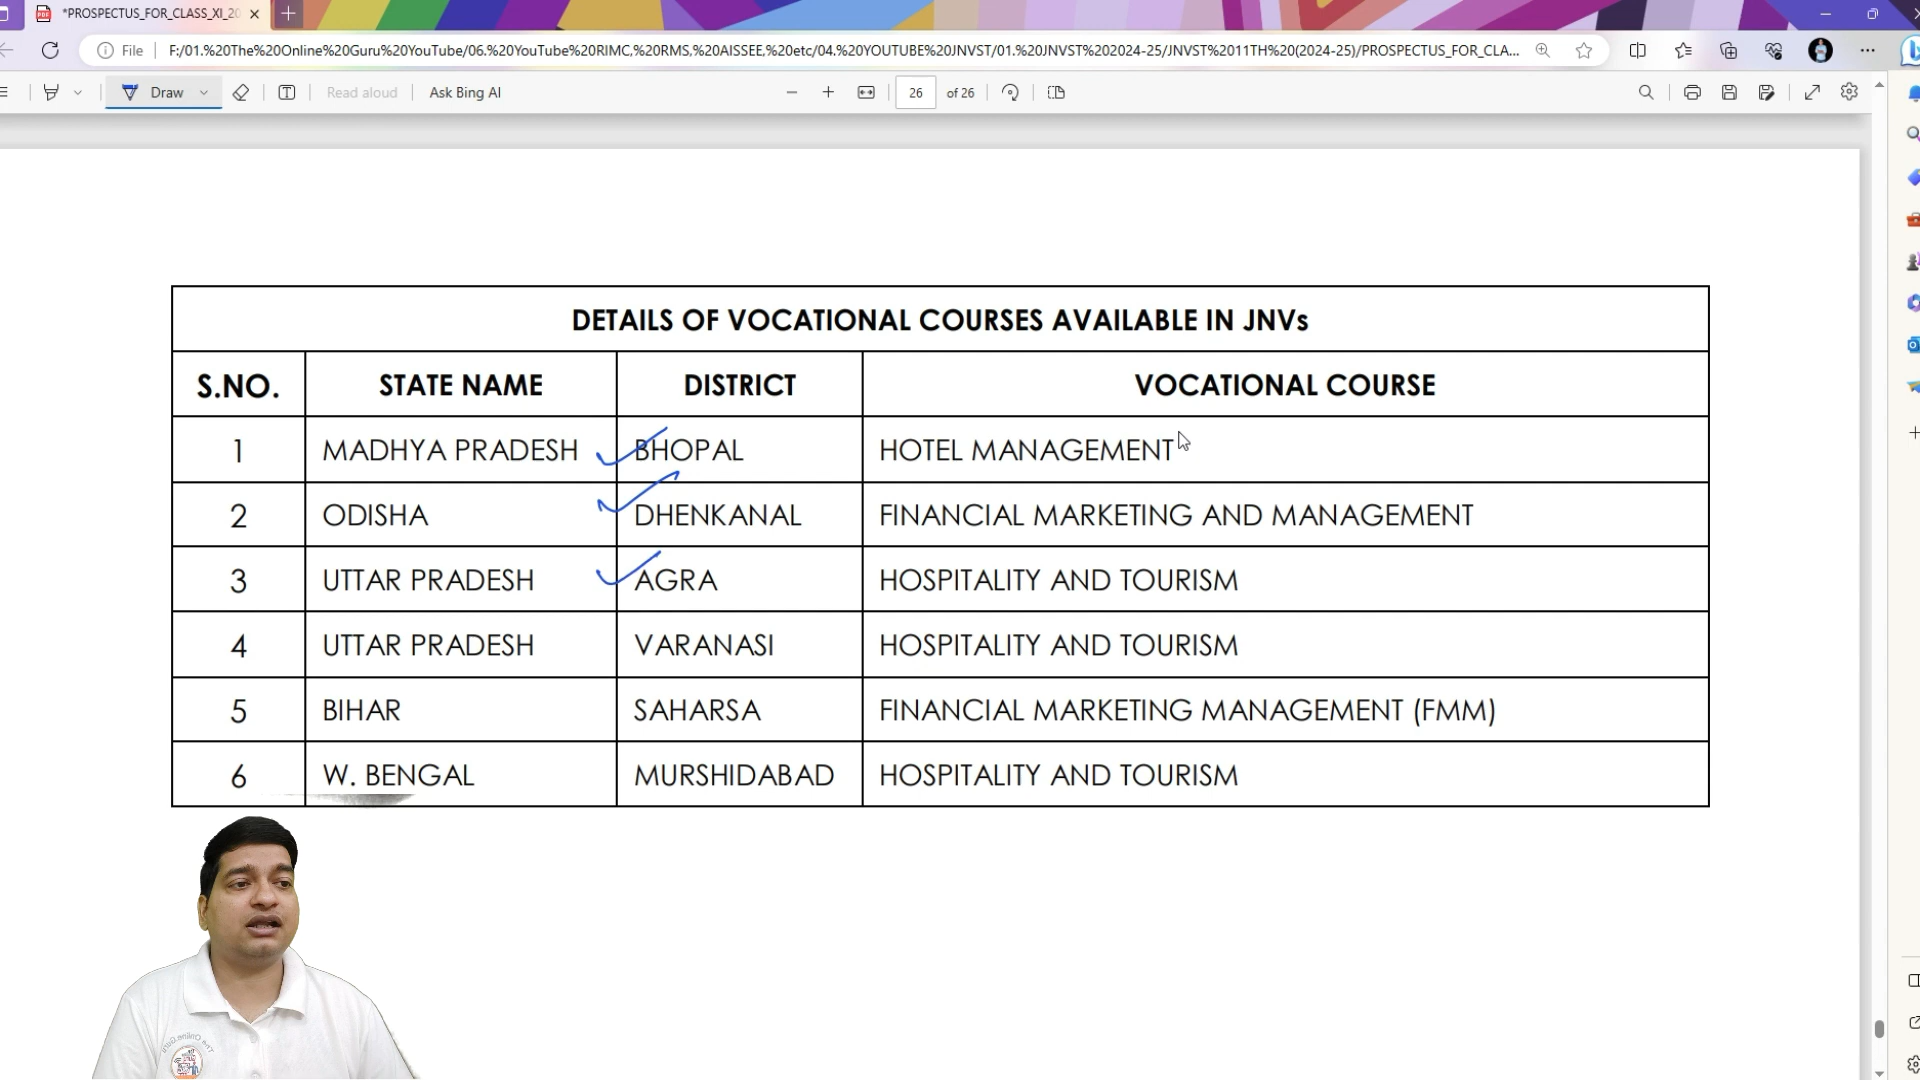 *PROSPECTUS_FOR_CLASS_XI_20
File F:/01.%20The%20Online%20Guru%20YouTube/06.%20YouTube%20RIMC,%20RMS,%20AISSEE,%20etc/04.%20YOUTUBE%20JNVST/01.%20JNVST%202024-25/JNVST%2011TH%20(2024-25)/PROSPECTUS_FOR_CLA...
Draw Read aloud Ask Bing AI 26 of 26
DETAILS OF VOCATIONAL COURSES AVAILABLE IN JNVs
S.NO. STATE NAME DISTRICT VOCATIONAL COURSE
1 MADHYA PRADESH BHOPAL HOTEL MANAGEMENT
2 ODISHA DHENKANAL FINANCIAL MARKETING AND MANAGEMENT
3 UTTAR PRADESH AGRA HOSPITALITY AND TOURISM
4 UTTAR PRADESH VARANASI HOSPITALITY AND TOURISM
5 BIHAR SAHARSA FINANCIAL MARKETING MANAGEMENT (FMM)
6 W. BENGAL MURSHIDABAD HOSPITALITY AND TOURISM
The Online Guru